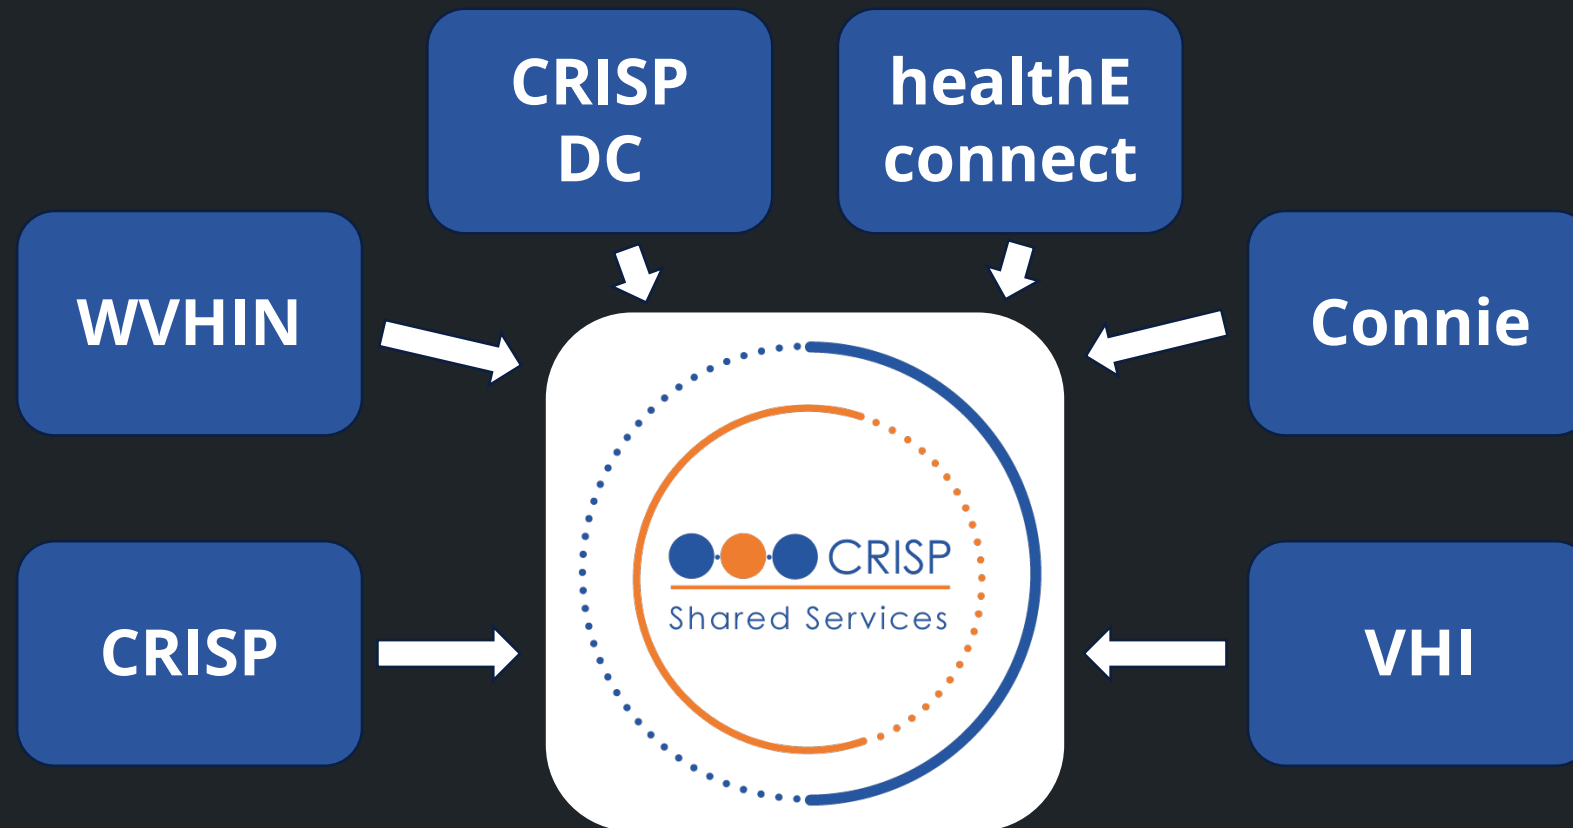 CRISP
DC
healthE
connect
WVHIN
Connie
CRISP
Shared Services
CRISP
VHI